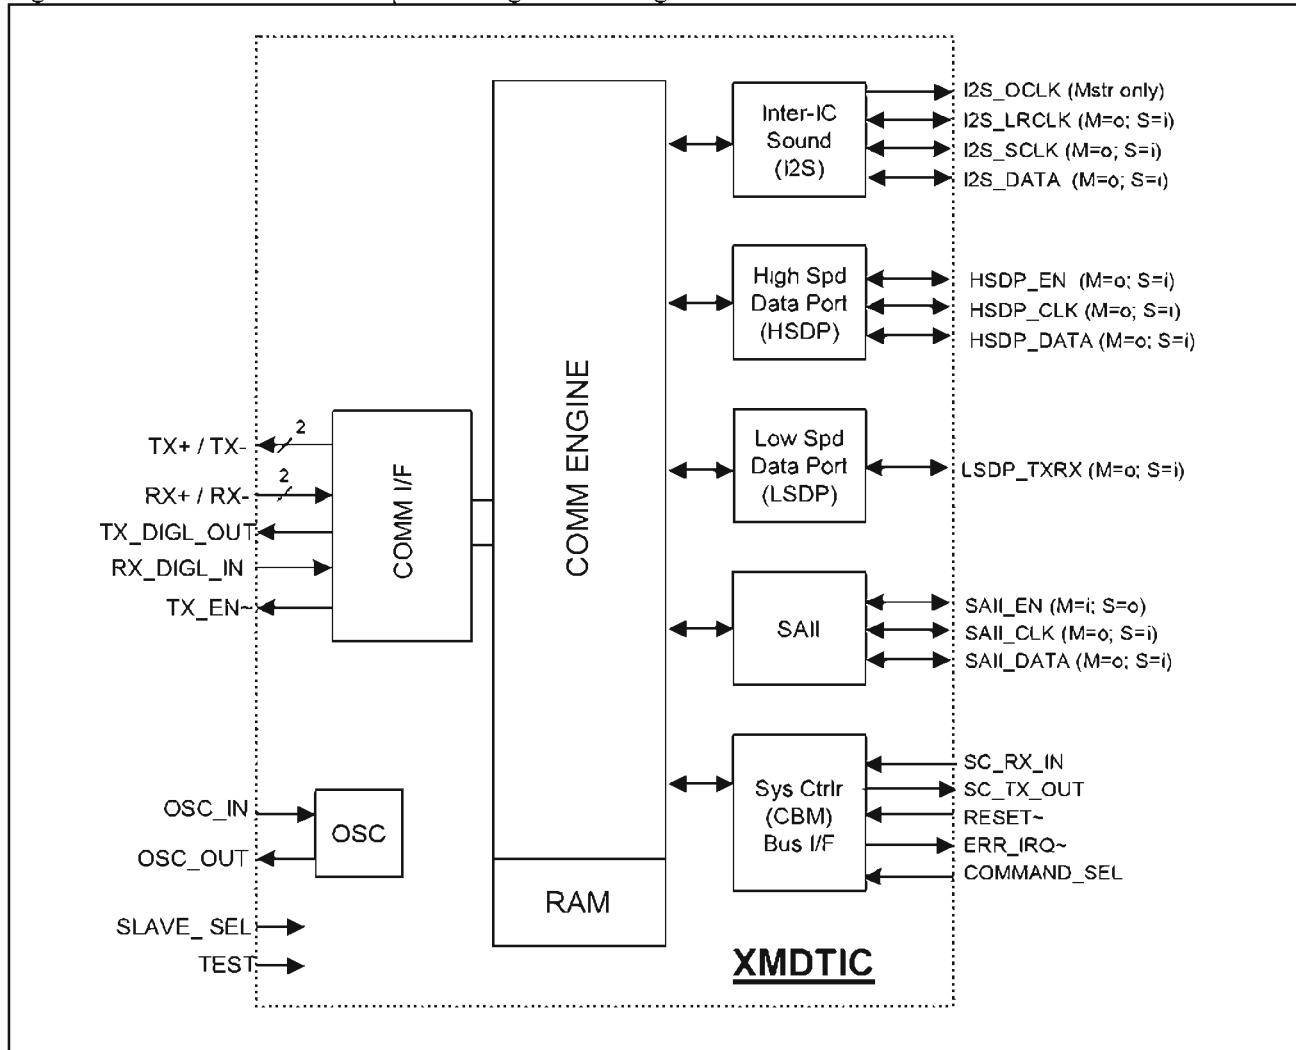 I2S_OCLK (Mstr only)
I2S_LRCLK (M=o; S=i)
I2S_SCLK (M=o; S=i)
I2S_DATA (M=o; S=i)
Inter-IC
Sound
(I2S)
High Spd
Data Port
(HSDP)
HSDP_EN (M=o; S=i)
HSDP_CLK (M=o; S=i)
HSDP_DATA (M=o; S=i)
COMM ENGINE
Low Spd
Data Port
(LSDP)
LSDP_TXRX (M=o; S=i)
TX+ / TX-
2
RX+ / RX-
2
TX_DIGL_OUT
RX_DIGL_IN
TX_EN~
COMM I/F
SAII
SAII_EN (M=i; S=o)
SAII_CLK (M=o; S=i)
SAII_DATA (M=o; S=i)
Sys Ctrlr
(CBM)
Bus I/F
SC_RX_IN
SC_TX_OUT
RESET~
ERR_IRQ~
COMMAND_SEL
OSC_IN
OSC_OUT
OSC
RAM
SLAVE_ SEL
TEST
XMDTIC